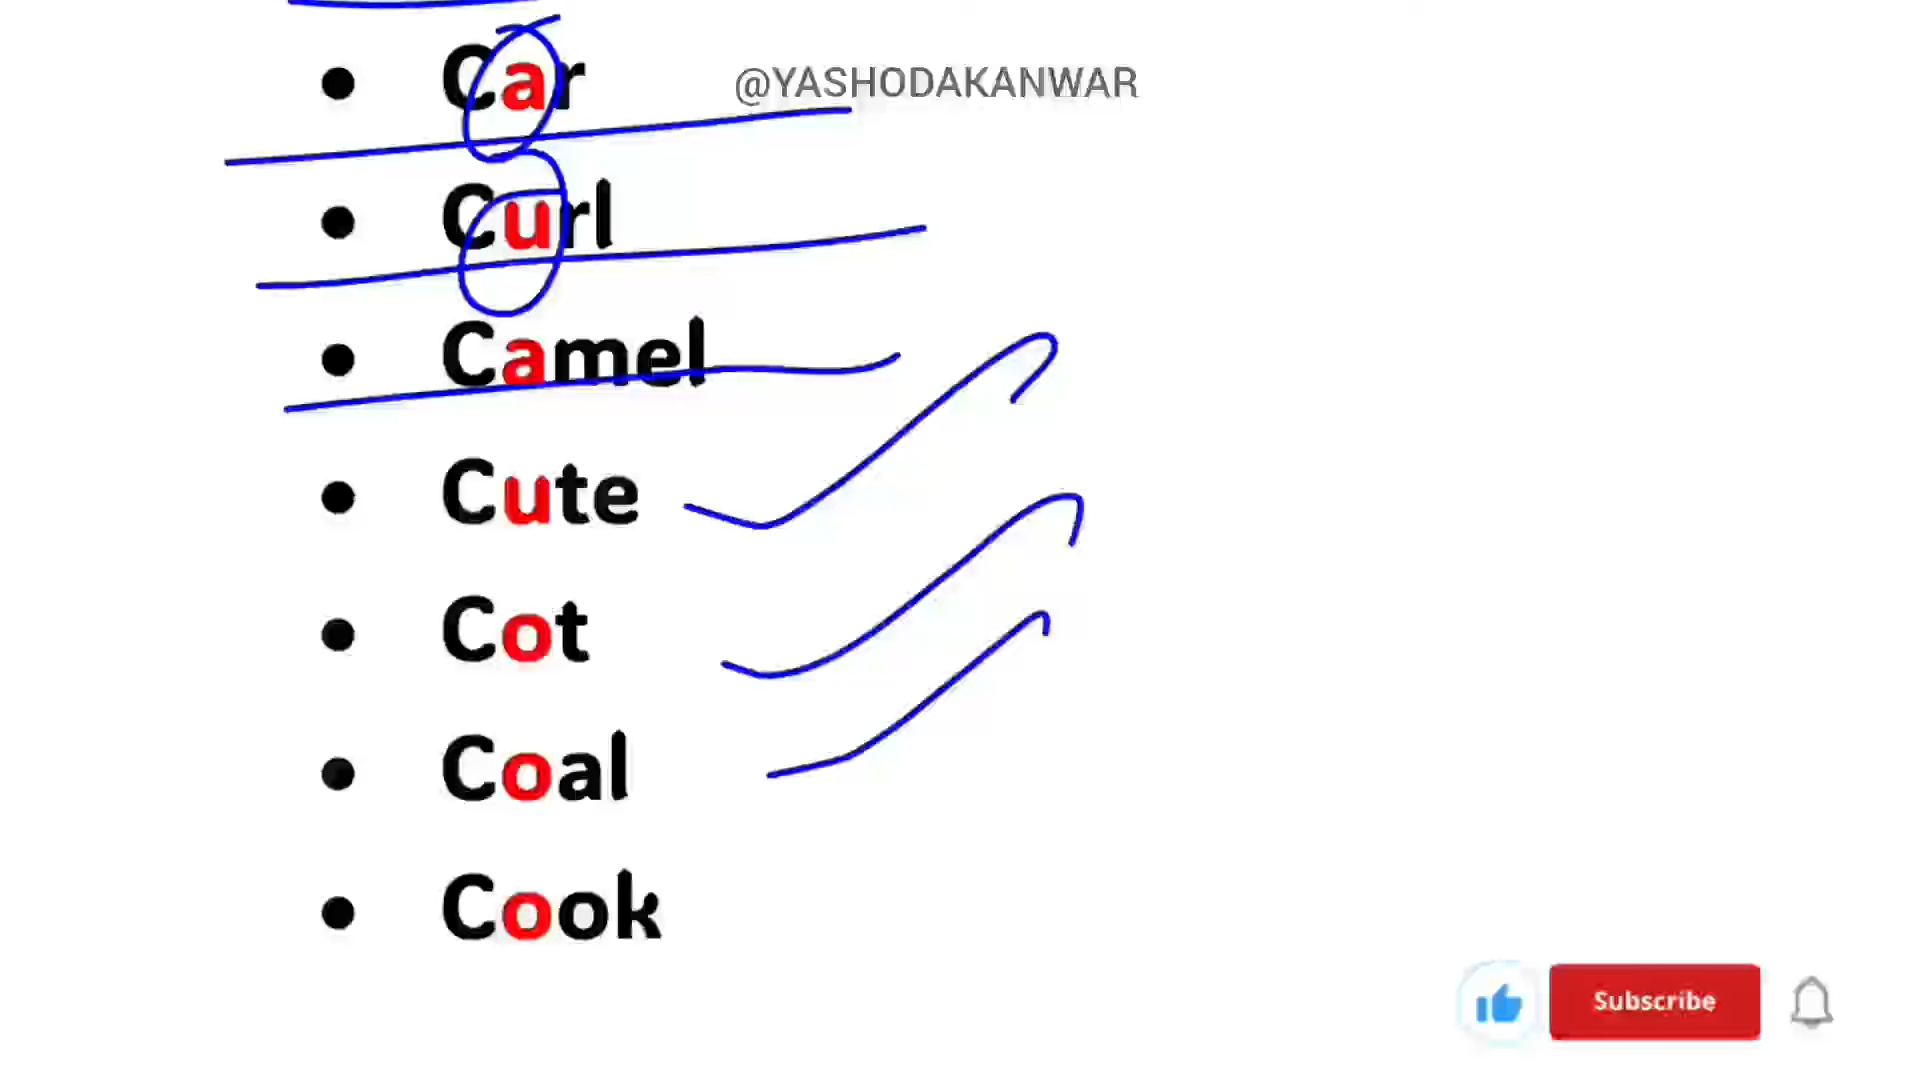 • Car
@YASHODAKANWAR
• Curl
• Camel
• Cute
• Cot
• Coal
• Cook
Subscribe